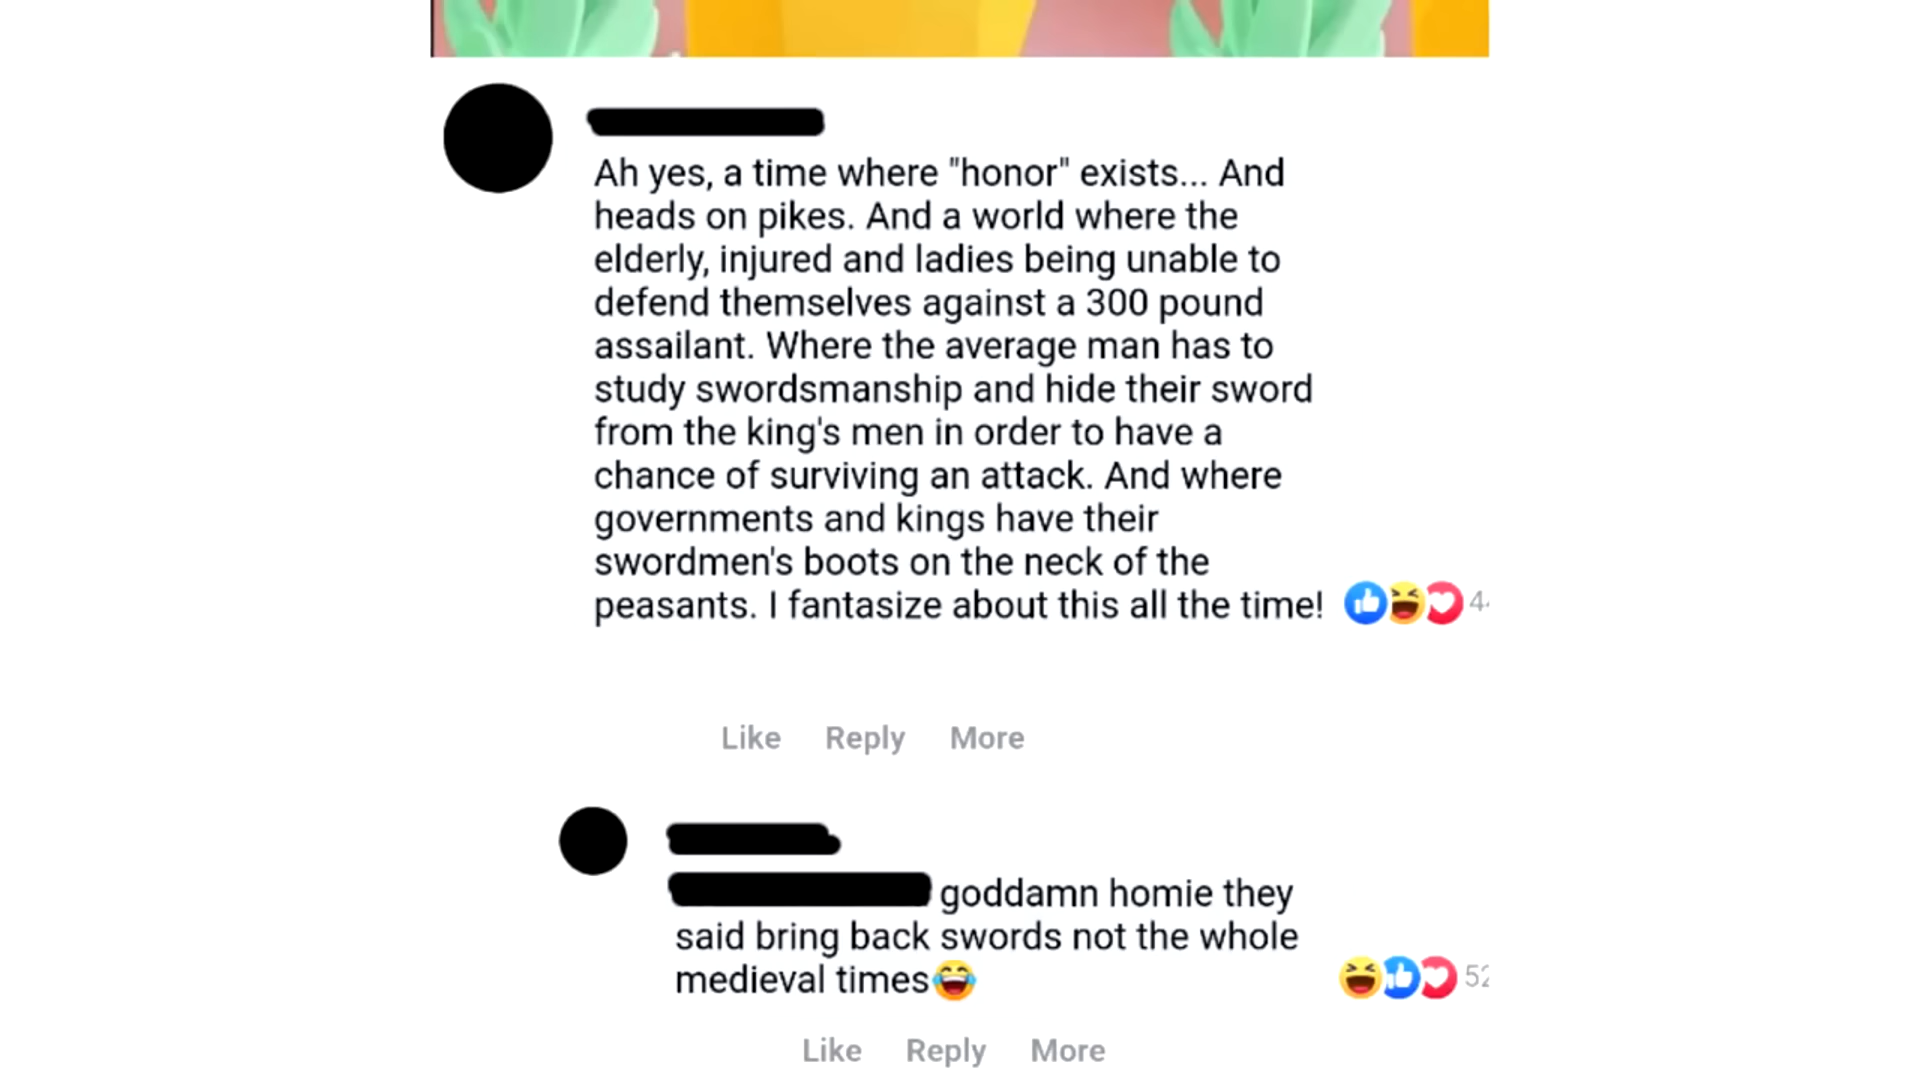 Ah yes, a time where "honor" exists... And
heads on pikes. And a world where the
elderly, injured and ladies being unable to
defend themselves against a 300 pound
assailant. Where the average man has to
study swordsmanship and hide their sword
from the king's men in order to have a
chance of surviving an attack. And where
governments and kings have their
swordmen's boots on the neck of the
peasants. I fantasize about this all the time!
Like Reply More
goddamn homie they
said bring back swords not the whole
medieval times😂
Like Reply More